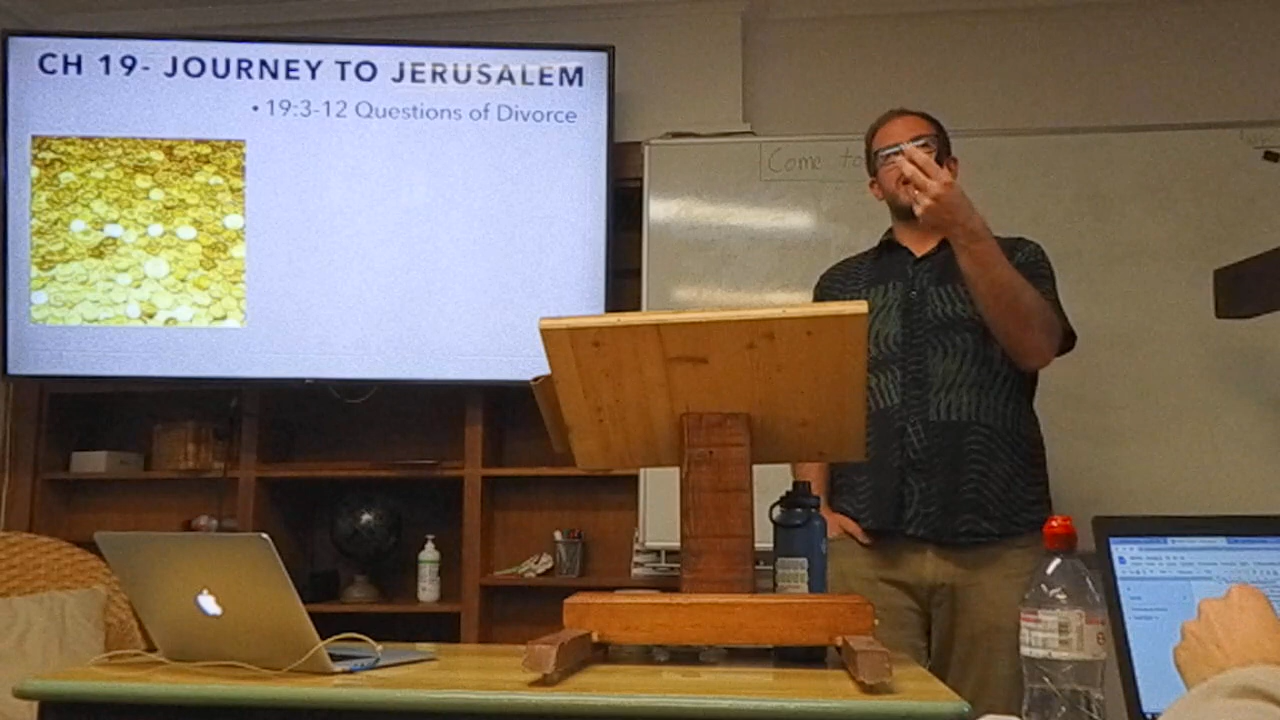 CH 19- JOURNEY TO JERUSALEM
• 19:3-12 Questions of Divorce
Come to